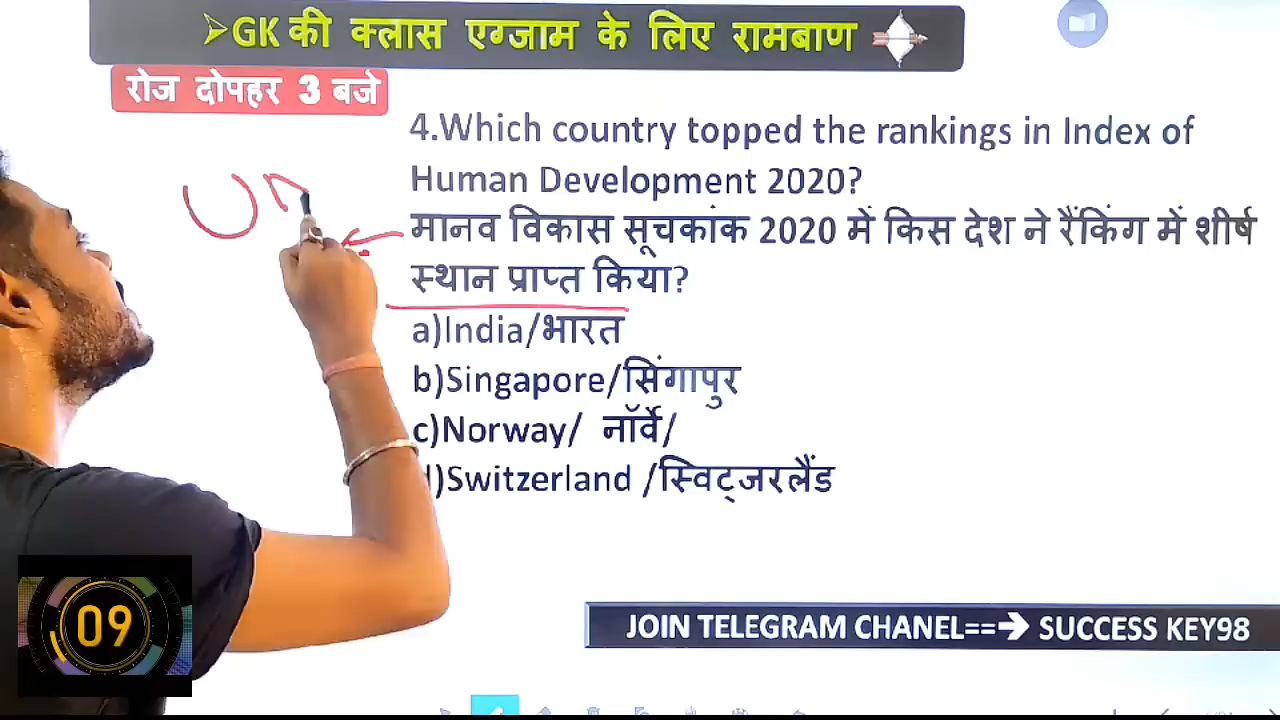 ➢GK की क्लास एग्जाम के लिए रामबाण
रोज दोपहर 3 बजे
4.Which country topped the rankings in Index of
Human Development 2020?
मानव विकास सूचकांक 2020 में किस देश ने रैंकिंग में शीर्ष
स्थान प्राप्त किया?
a)India/भारत
b)Singapore/सिंगापुर
c)Norway/ नॉर्वे/
d)Switzerland /स्विट्जरलैंड
09
JOIN TELEGRAM CHANEL==➔ SUCCESS KEY98